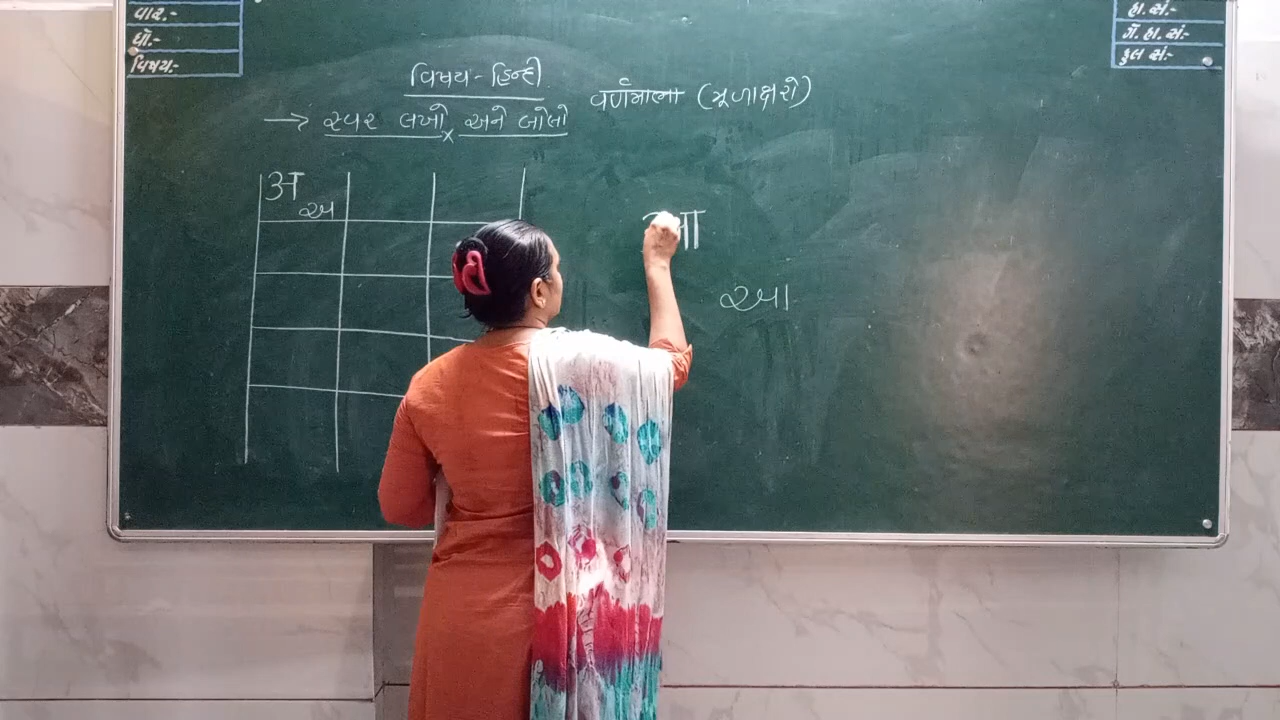 વાર.-
ધો.-
વિષય:-
હા.સં.-
ગે.હા.સં.-
કુલ સં:-
વિષય - હિન્દી
વર્ણમાલા (મૂળાક્ષરો)
→ સ્વર લખો × અને બોલો
अ
અ
આ